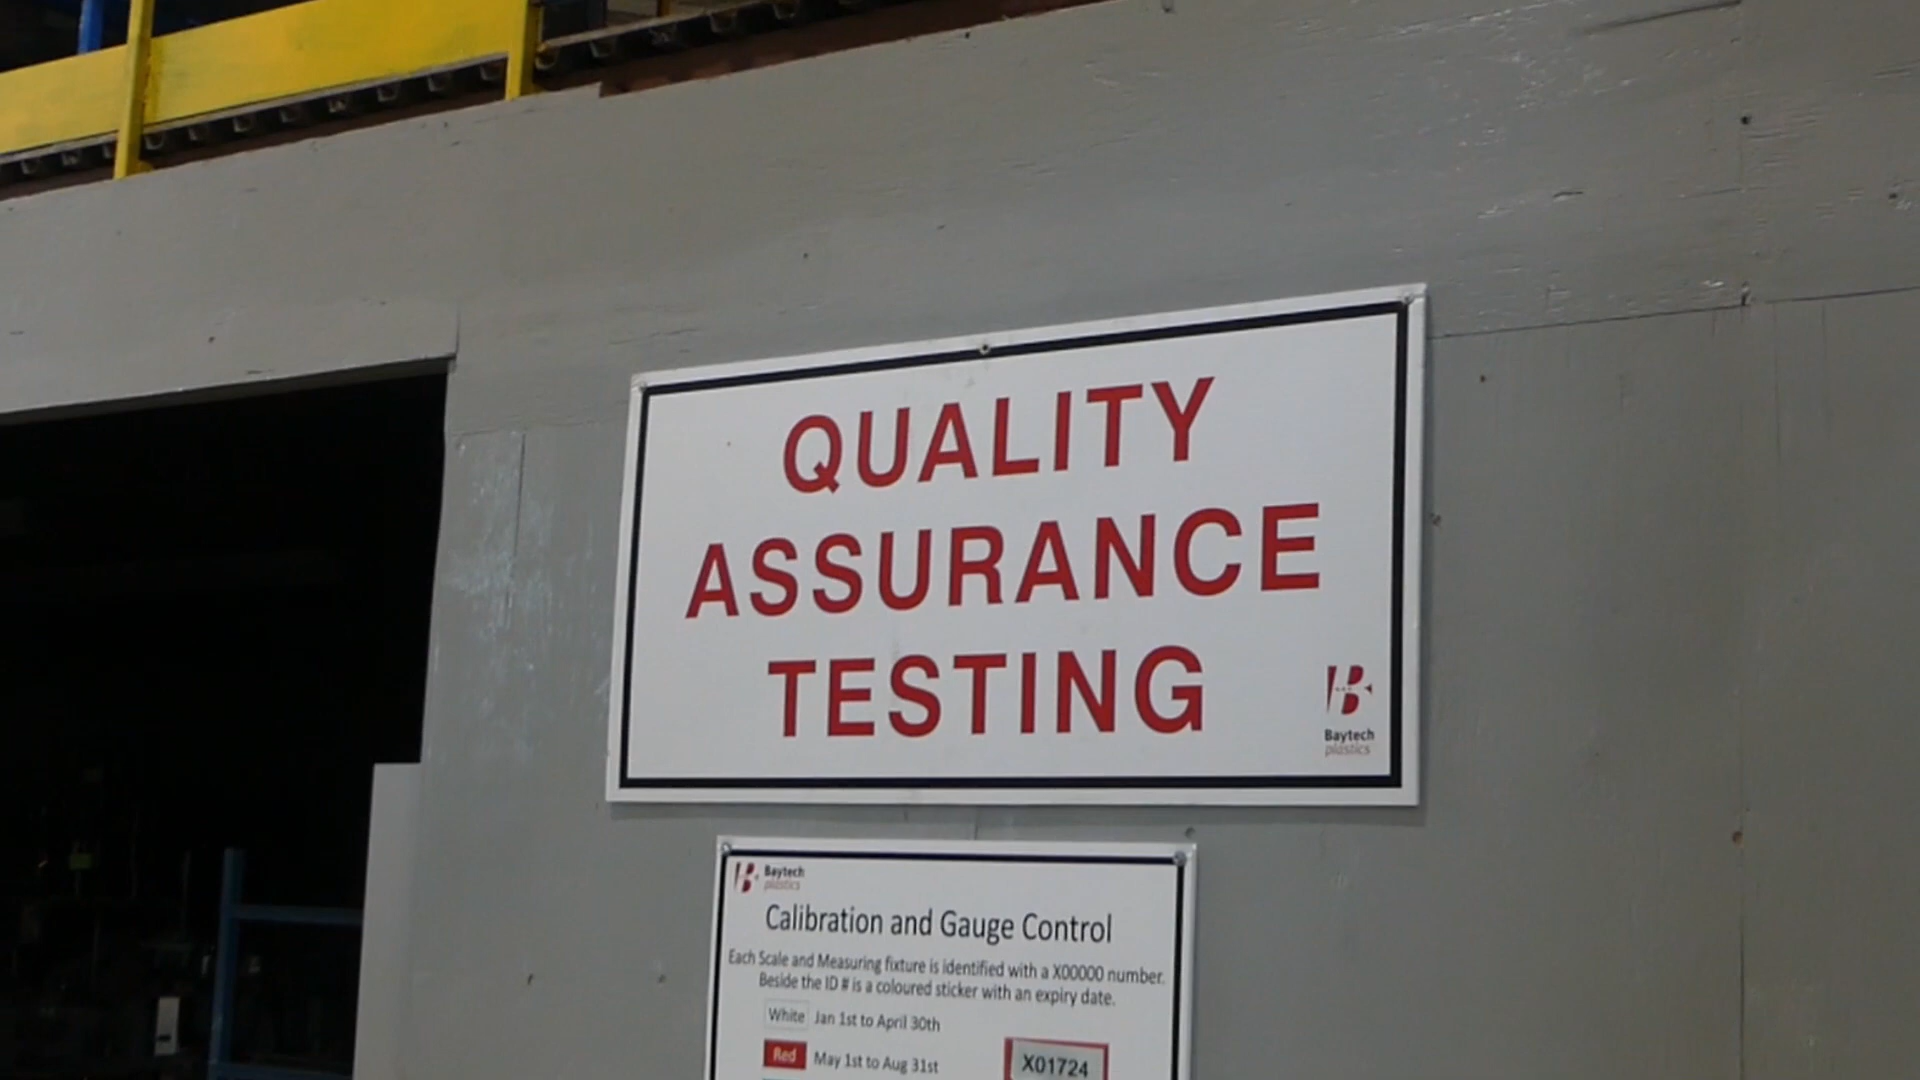 QUALITY
ASSURANCE
TESTING
Baytech
plastics
Baytech
plastics
Calibration and Gauge Control
Each Scale and Measuring fixture is identified with a X00000 number.
Beside the ID # is a coloured sticker with an expiry date.
White Jan 1st to April 30th
Red May 1st to Aug 31st
X01724